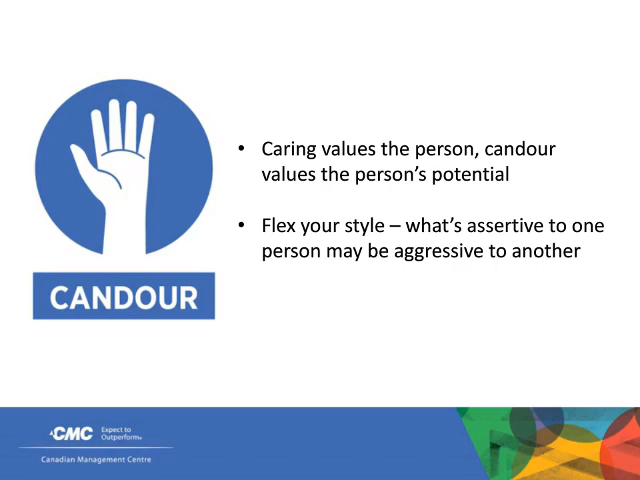 • Caring values the person, candour
values the person's potential
• Flex your style – what's assertive to one
person may be aggressive to another
CANDOUR
CMC Expect to
Outperform™
Canadian Management Centre